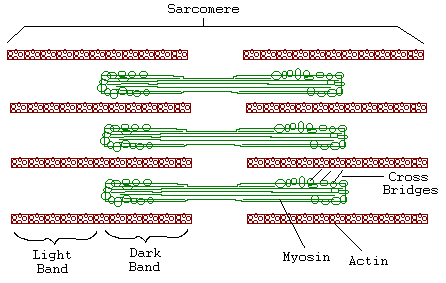 Sarcomere
Cross
Bridges
Light
Band
Dark
Band
Myosin
Actin